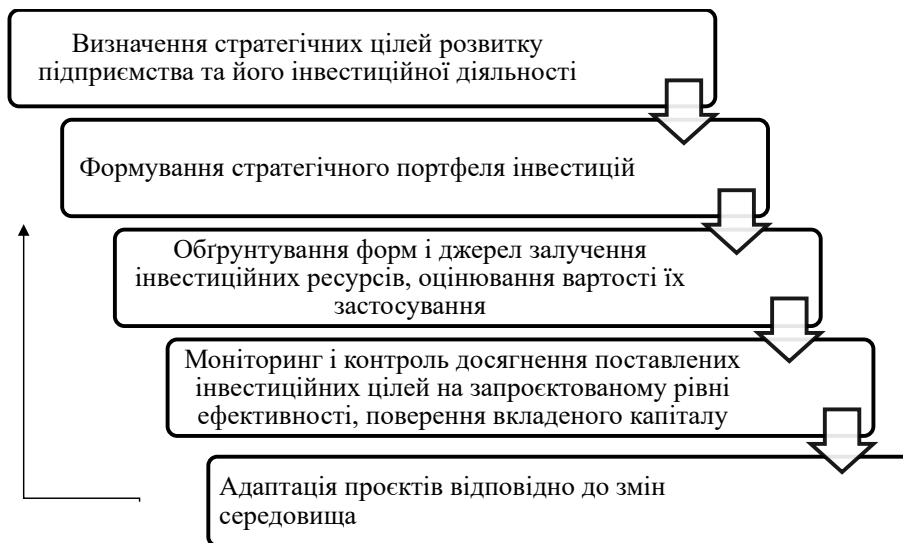 Визначення стратегічних цілей розвитку
підприємства та його інвестиційної діяльності
Формування стратегічного портфеля інвестицій
Обґрунтування форм і джерел залучення
інвестиційних ресурсів, оцінювання вартості їх
застосування
Моніторинг і контроль досягнення поставлених
інвестиційних цілей на запроєктованому рівні
ефективності, поверення вкладеного капіталу
Адаптація проєктів відповідно до змін
середовища